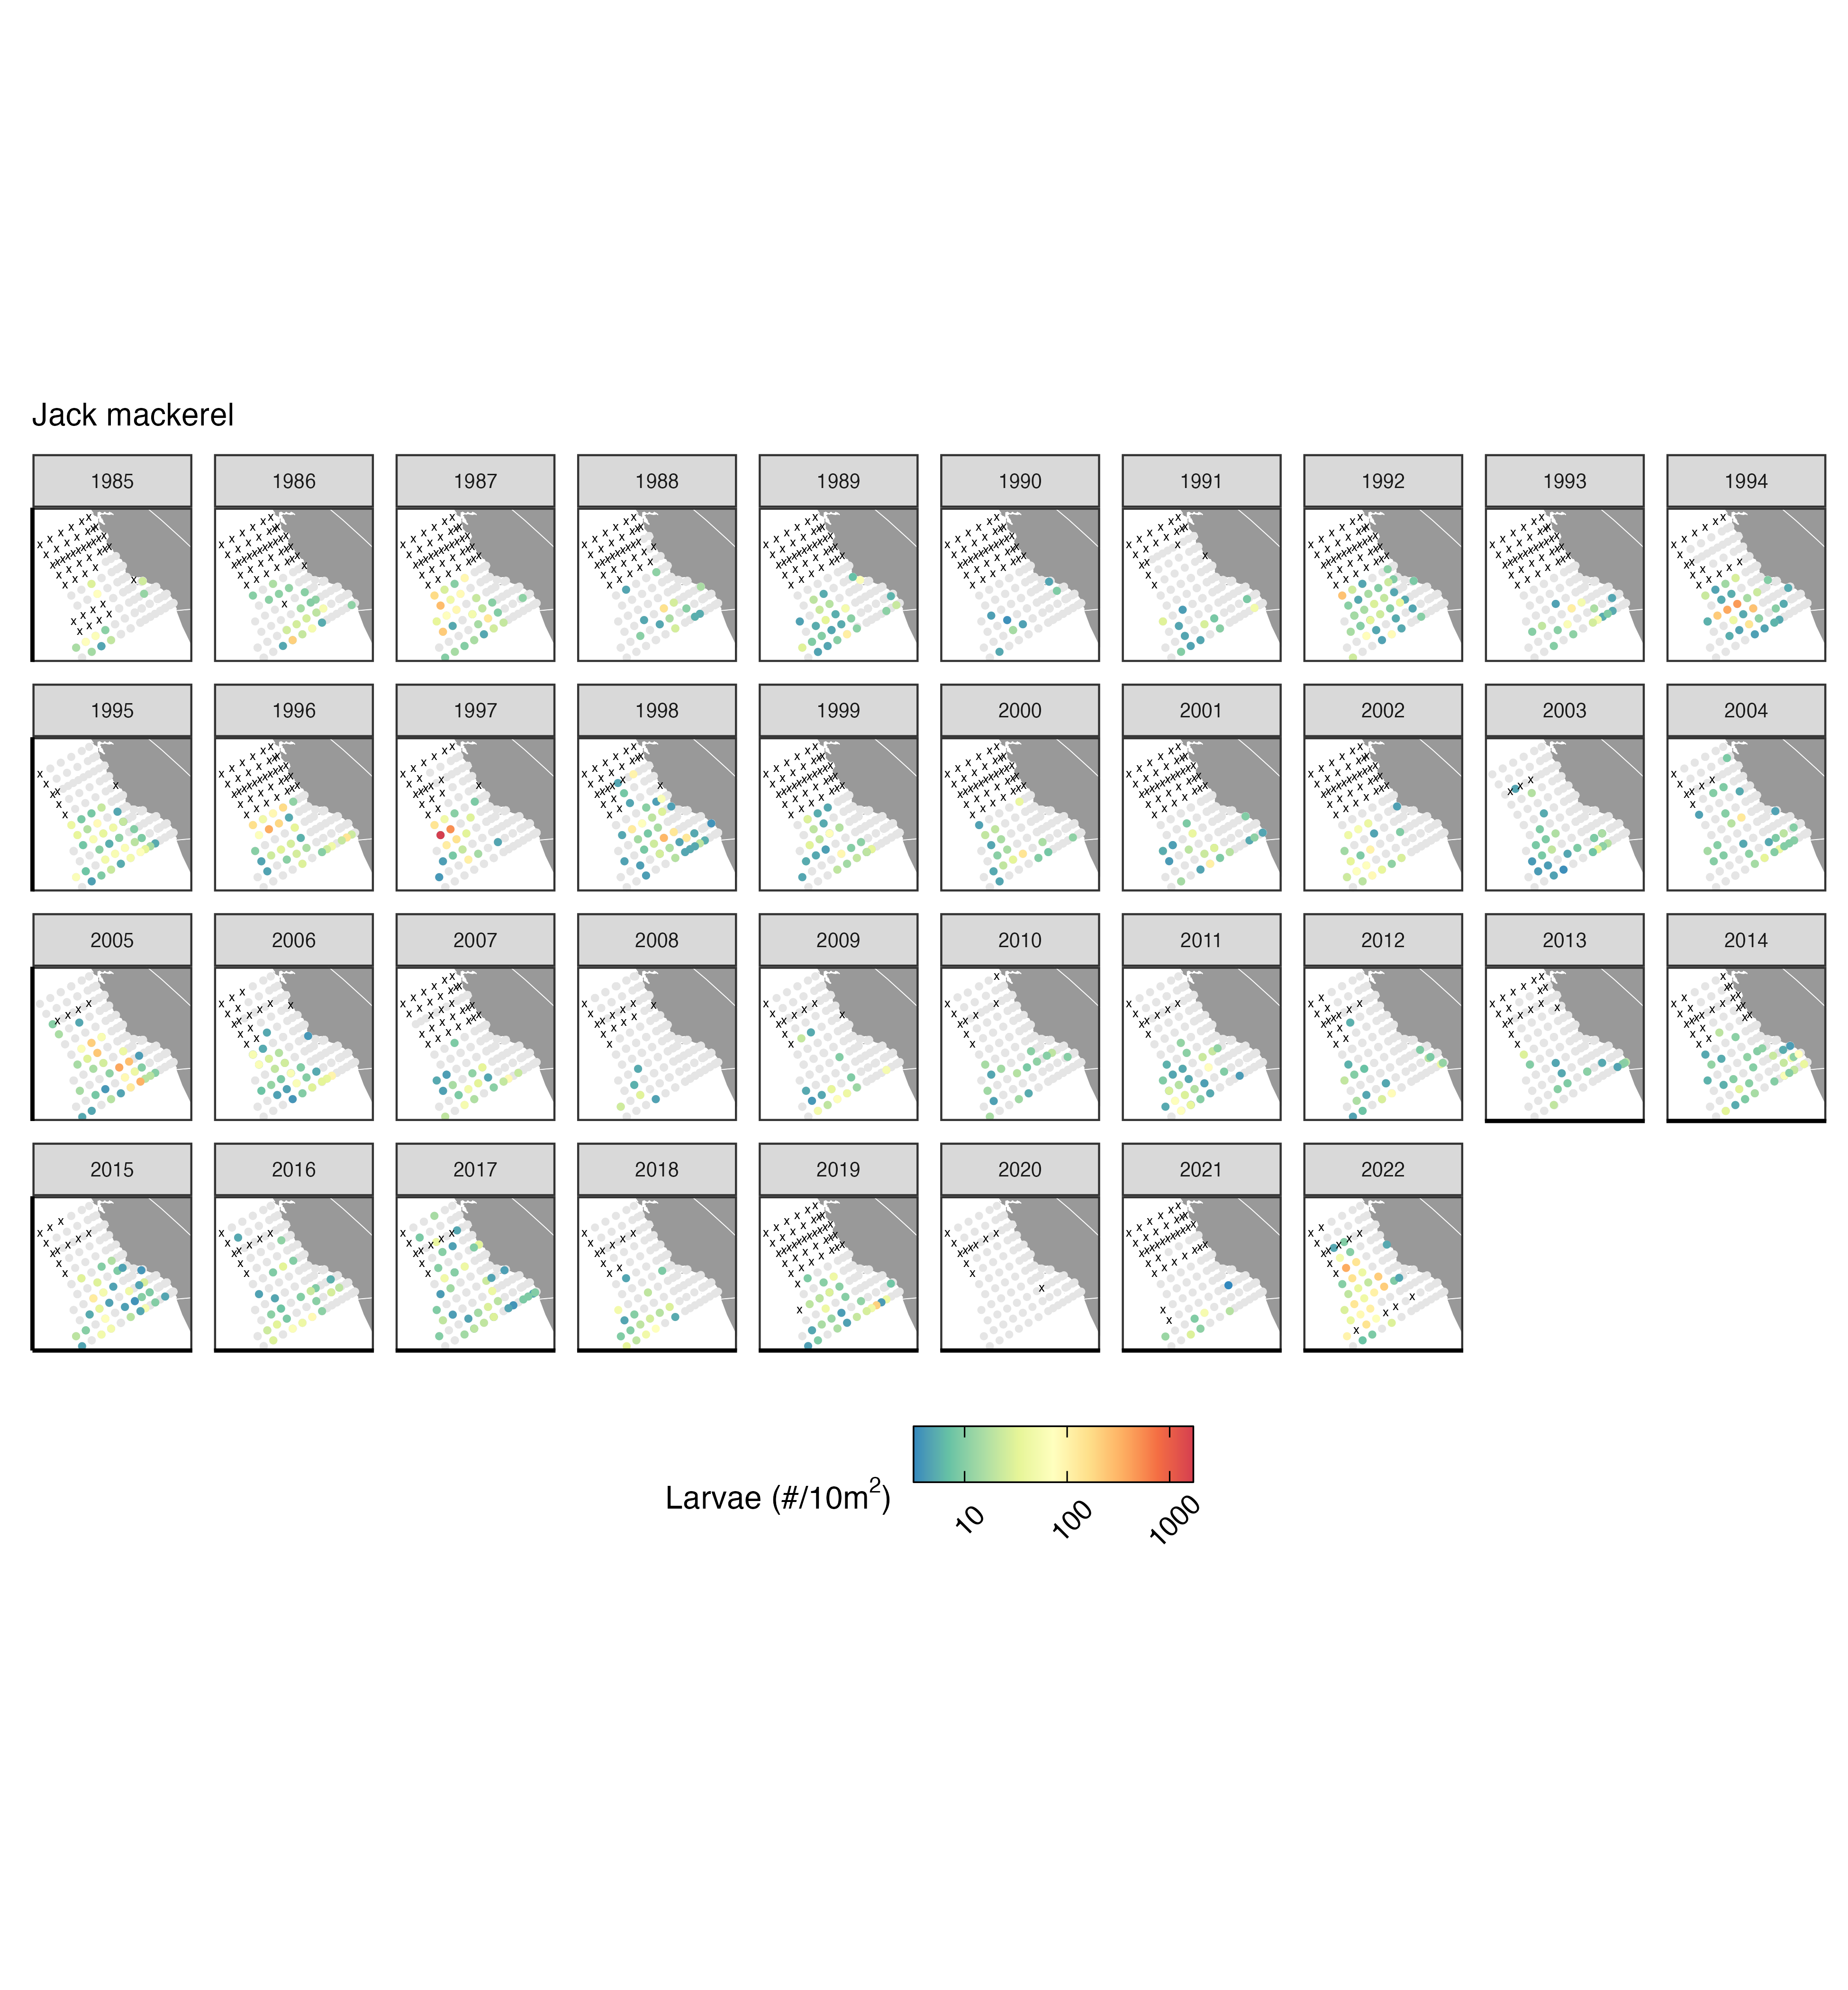 Jack mackerel
1985 1986 1987 1988 1989 1990 1991 1992 1993 1994
1995 1996 1997 1998 1999 2000 2001 2002 2003 2004
2005 2006 2007 2008 2009 2010 2011 2012 2013 2014
2015 2016 2017 2018 2019 2020 2021 2022
Larvae (#/10m²)
10 100 1000